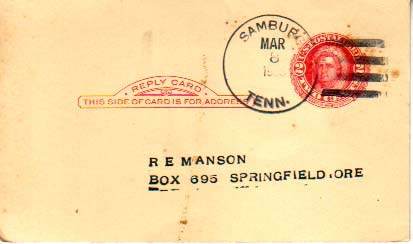 SAMBURG
MAR
8
TENN.
REPLY CARD
THIS SIDE OF CARD IS FOR ADDRESS
R E MANSON
BOX 695 SPRINGFIELD, ORE